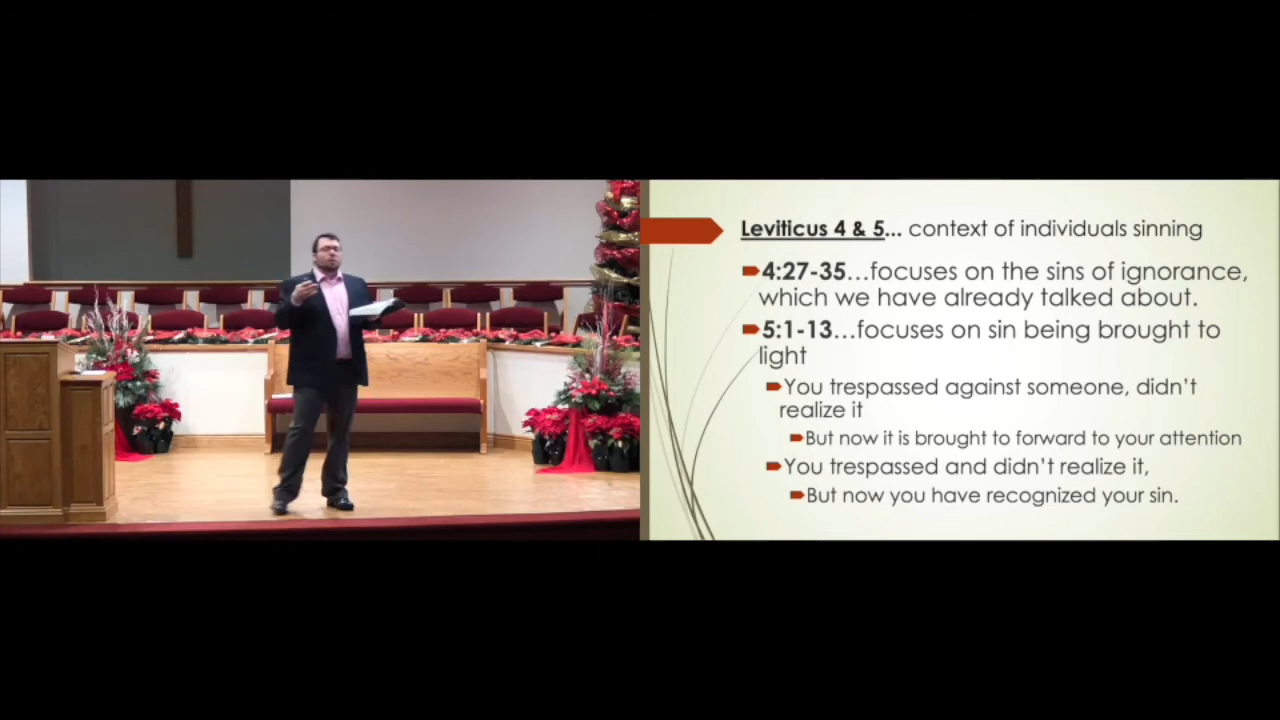 Leviticus 4 & 5... context of individuals sinning
4:27-35…focuses on the sins of ignorance,
which we have already talked about.
5:1-13…focuses on sin being brought to
light
You trespassed against someone, didn't
realize it
But now it is brought to forward to your attention
You trespassed and didn't realize it,
But now you have recognized your sin.